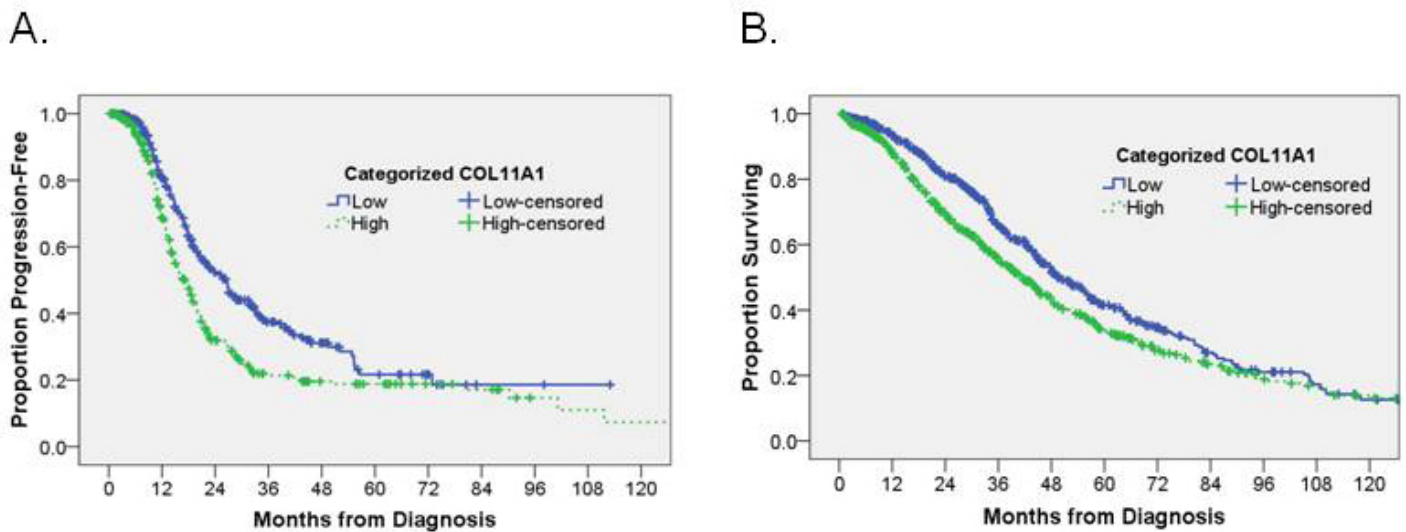 A.
Proportion Progression-Free
1.0
0.8
0.6
0.4
0.2
0.0
Categorized COL11A1
Low
Low-censored
High
High-censored
0 12 24 36 48 60 72 84 96 108 120
Months from Diagnosis
B.
Proportion Surviving
1.0
0.8
0.6
0.4
0.2
0.0
Categorized COL11A1
Low
Low-censored
High
High-censored
0 12 24 36 48 60 72 84 96 108 120
Months from Diagnosis